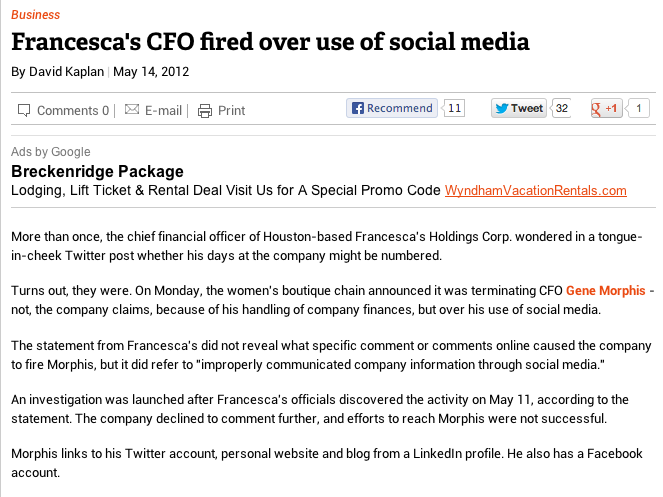 Business
Francesca's CFO fired over use of social media
By David Kaplan | May 14, 2012
Comments 0 | E-mail | Print Recommend 11 Tweet 32 +1 1
Ads by Google
Breckenridge Package
Lodging, Lift Ticket & Rental Deal Visit Us for A Special Promo Code WyndhamVacationRentals.com
More than once, the chief financial officer of Houston-based Francesca's Holdings Corp. wondered in a tongue-
in-cheek Twitter post whether his days at the company might be numbered.
Turns out, they were. On Monday, the women's boutique chain announced it was terminating CFO Gene Morphis -
not, the company claims, because of his handling of company finances, but over his use of social media.
The statement from Francesca's did not reveal what specific comment or comments online caused the company
to fire Morphis, but it did refer to "improperly communicated company information through social media."
An investigation was launched after Francesca's officials discovered the activity on May 11, according to the
statement. The company declined to comment further, and efforts to reach Morphis were not successful.
Morphis links to his Twitter account, personal website and blog from a LinkedIn profile. He also has a Facebook
account.